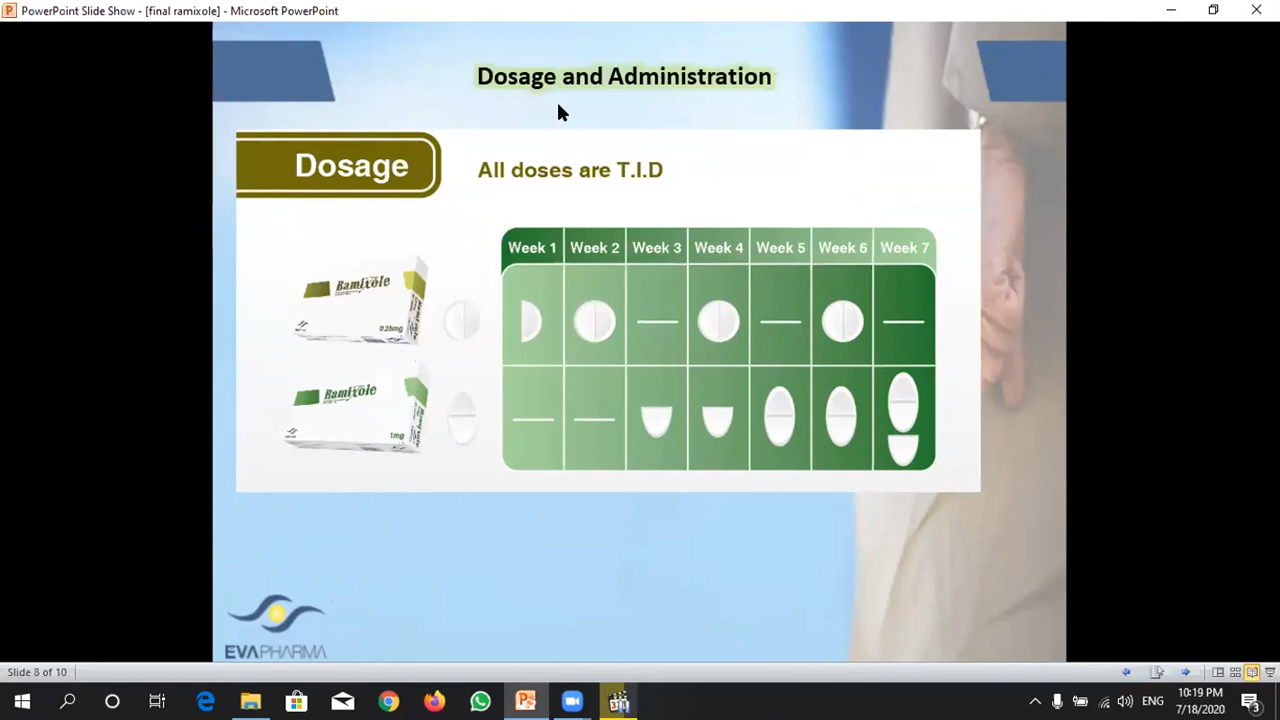 PowerPoint Slide Show - [final ramixole] - Microsoft PowerPoint
Dosage and Administration
Dosage
All doses are T.I.D
Week 1 Week 2 Week 3 Week 4 Week 5 Week 6 Week 7
Ramixole
0.25mg
Ramixole
1mg
EVAPHARMA
Slide 8 of 10
ENG
10:19 PM
7/18/2020
3